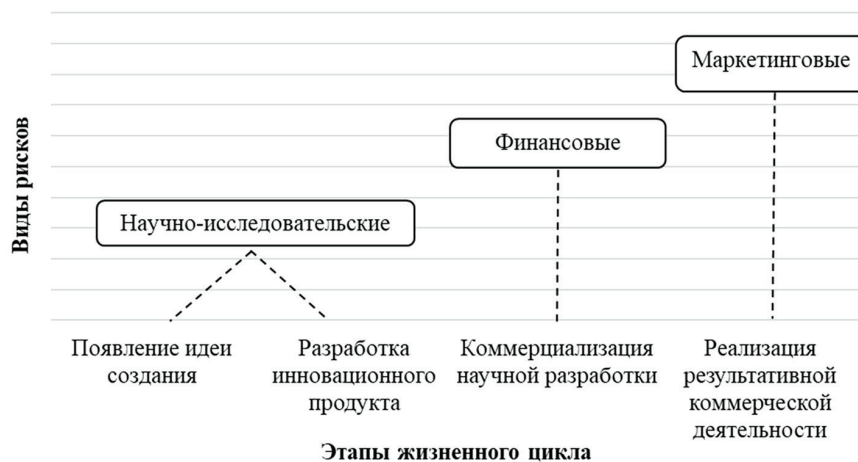 Маркетинговые
Финансовые
Научно-исследовательские
Виды рисков
Появление идеи
создания
Разработка
инновационного
продукта
Коммерциализация
научной разработки
Реализация
результативной
коммерческой
деятельности
Этапы жизненного цикла